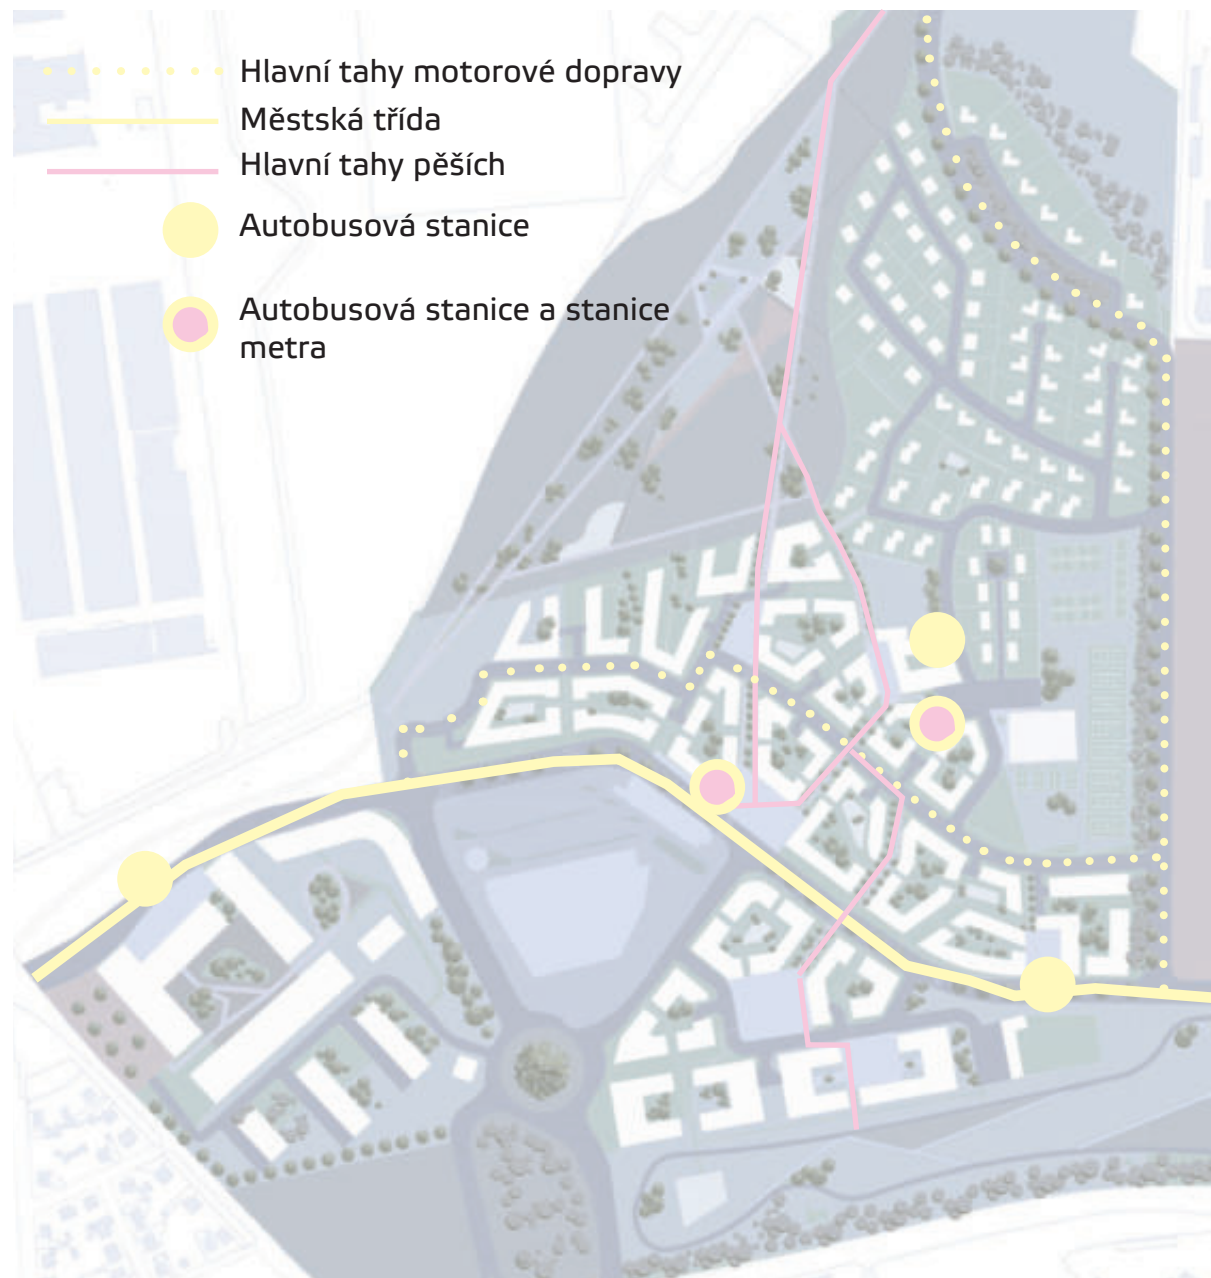 Hlavní tahy motorové dopravy
Městská třída
Hlavní tahy pěších
Autobusová stanice
Autobusová stanice a stanice
metra